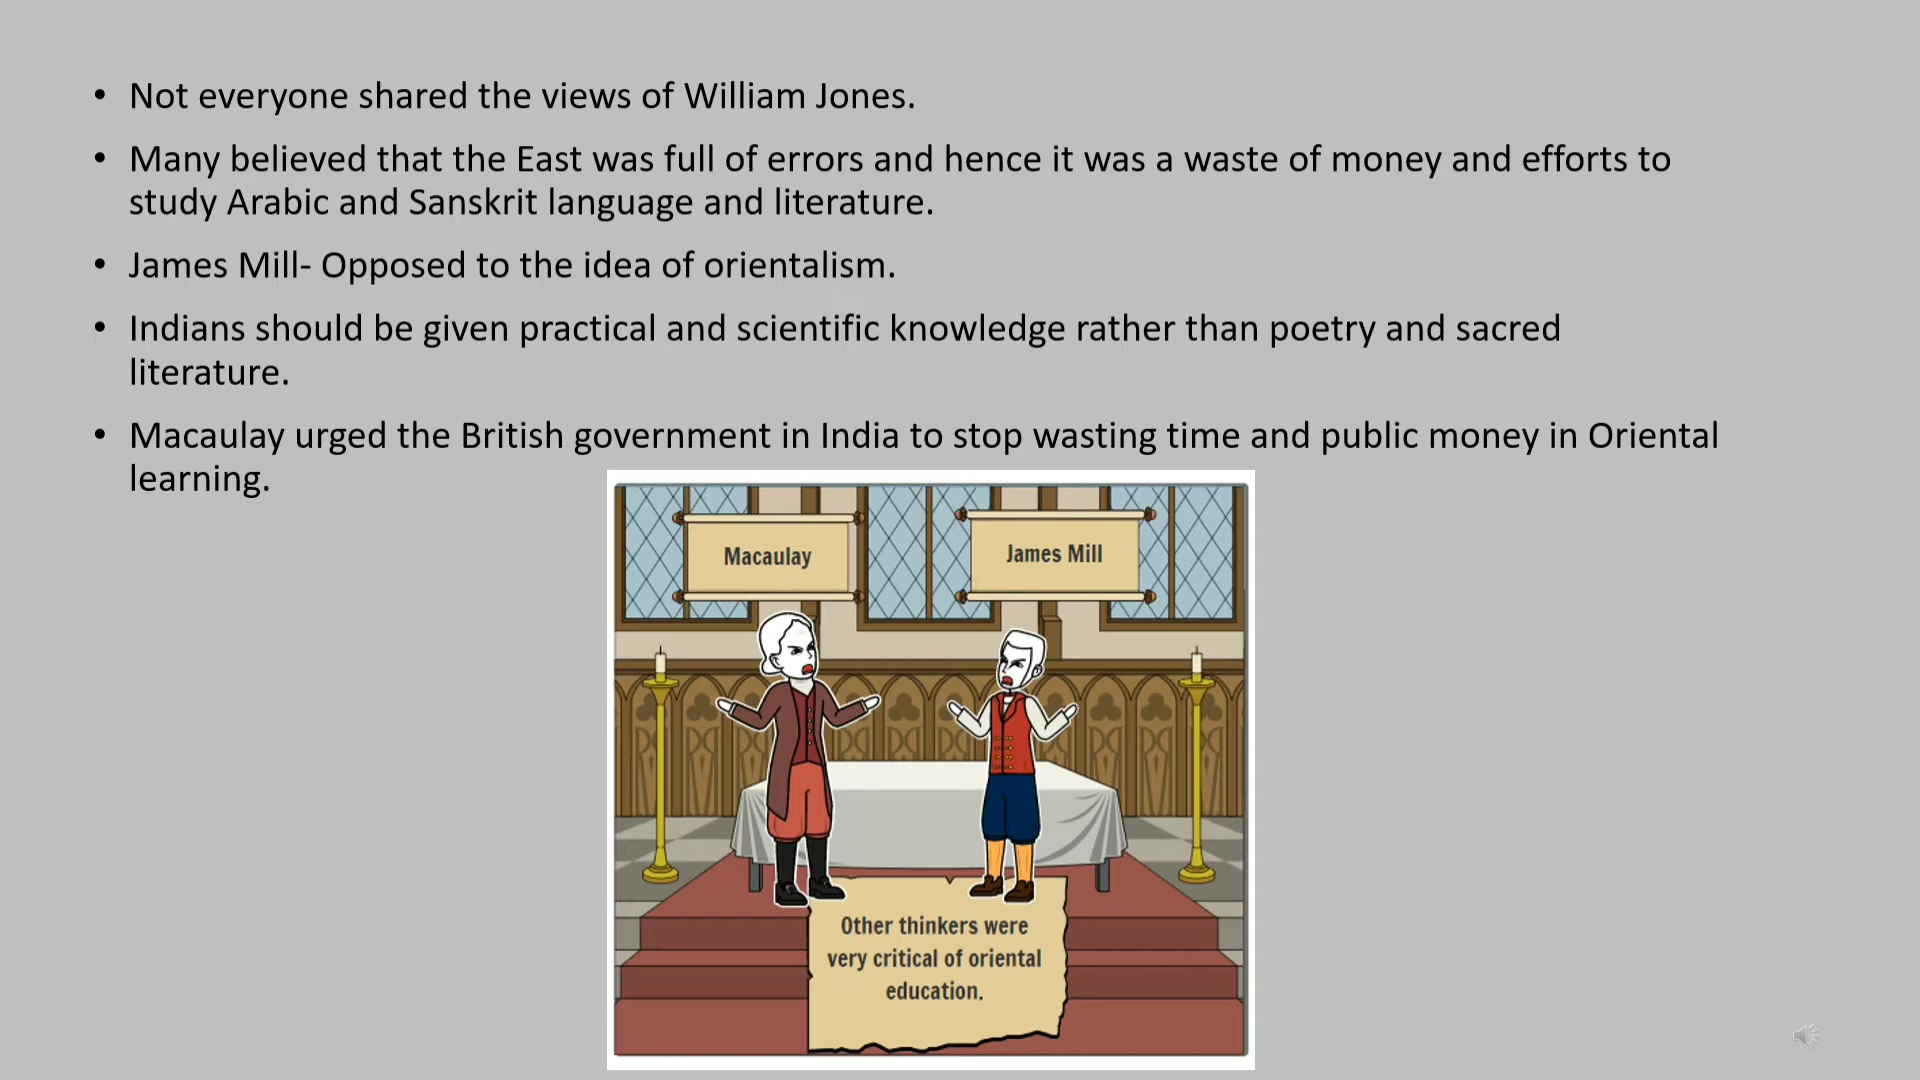 • Not everyone shared the views of William Jones.
• Many believed that the East was full of errors and hence it was a waste of money and efforts to
study Arabic and Sanskrit language and literature.
• James Mill- Opposed to the idea of orientalism.
• Indians should be given practical and scientific knowledge rather than poetry and sacred
literature.
• Macaulay urged the British government in India to stop wasting time and public money in Oriental
learning.
Macaulay
James Mill
Other thinkers were
very critical of oriental
education.